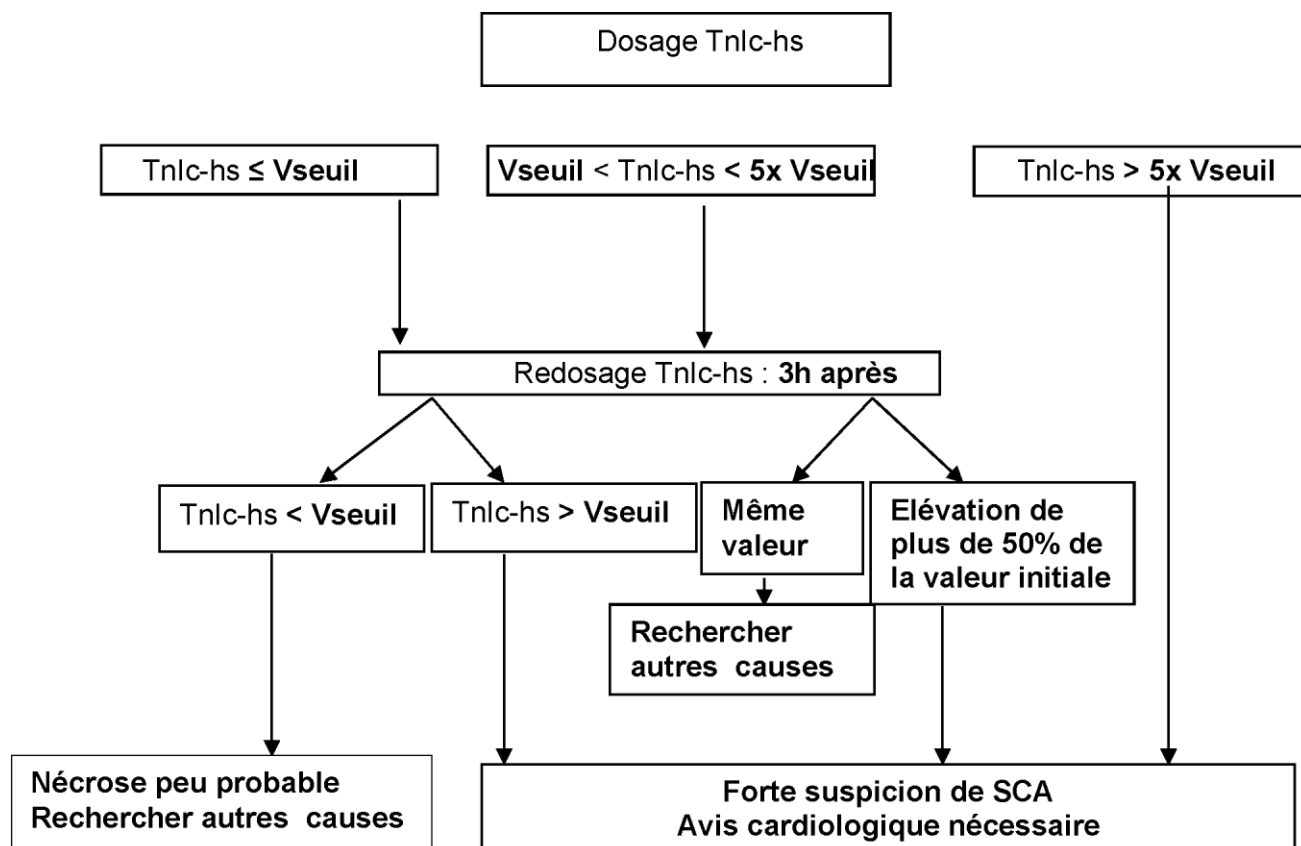 Dosage TnIc-hs
TnIc-hs ≤ Vseuil
Vseuil < TnIc-hs < 5x Vseuil
TnIc-hs > 5x Vseuil
Redosage TnIc-hs : 3h après
TnIc-hs < Vseuil
TnIc-hs > Vseuil
Même
valeur
Elévation de
plus de 50% de
la valeur initiale
Rechercher
autres causes
Nécrose peu probable
Rechercher autres causes
Forte suspicion de SCA
Avis cardiologique nécessaire